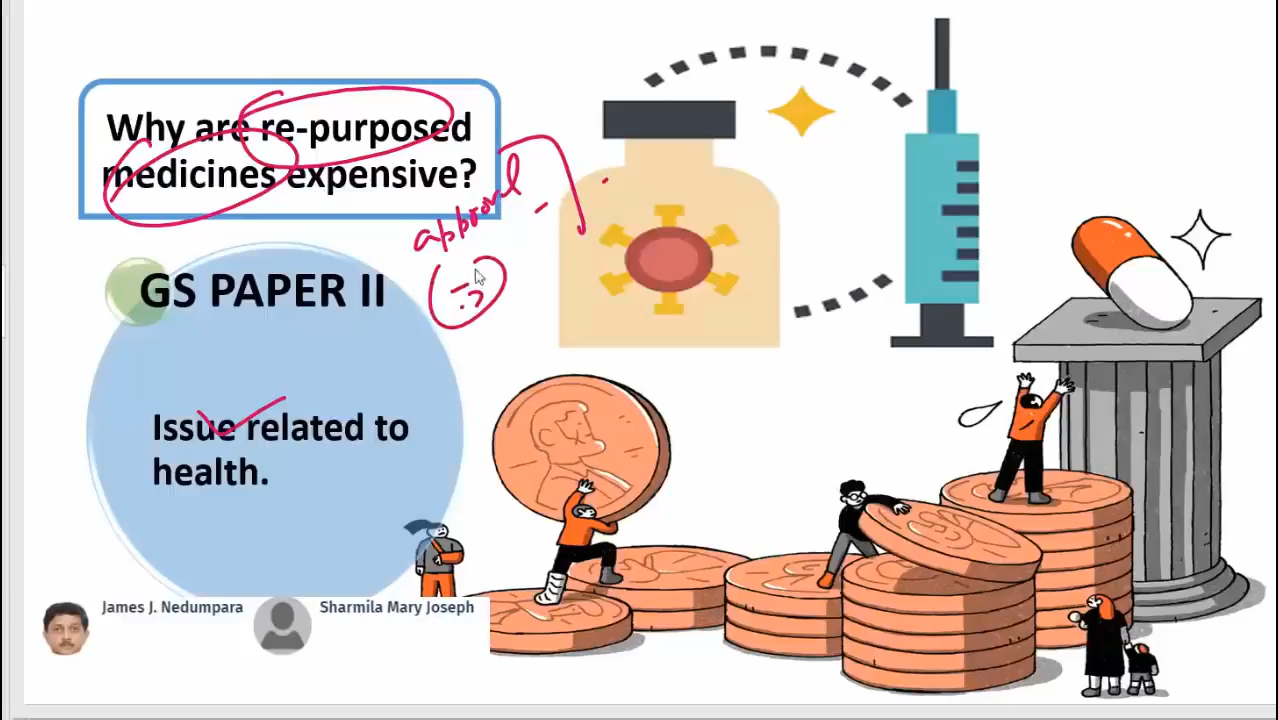 Why are re-purposed
medicines expensive?
approval
GS PAPER II
Issue related to
health.
James J. Nedumpara
Sharmila Mary Joseph